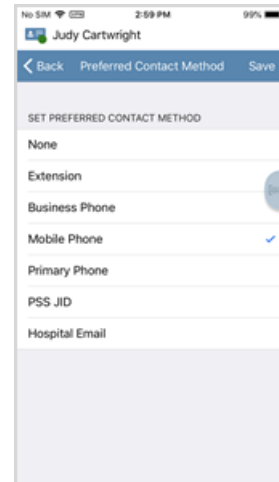 No SIM 2:59 PM 99%
Judy Cartwright
Back Preferred Contact Method Save
SET PREFERRED CONTACT METHOD
None
Extension
Business Phone
Mobile Phone
Primary Phone
PSS JID
Hospital Email